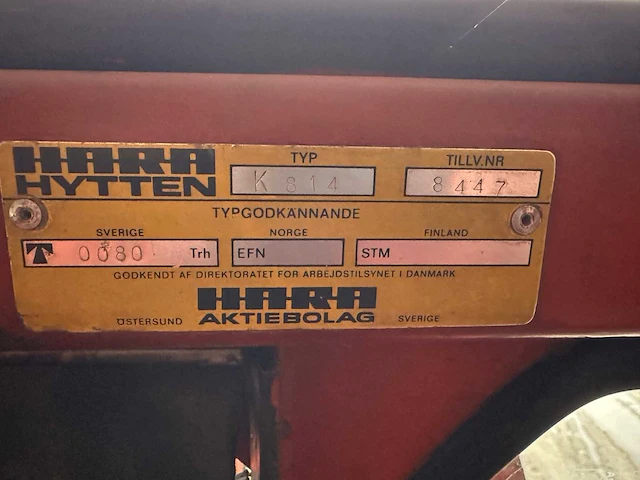 HARA
HYTTEN
TYP
K 814
TILLV.NR
8447
TYPGODKÄNNANDE
SVERIGE
0080 Trh
NORGE
EFN
FINLAND
STM
GODKENDT AF DIREKTORATET FOR ARBEJDSTILSYNET I DANMARK
HARA
ÖSTERSUND AKTIEBOLAG SVERIGE